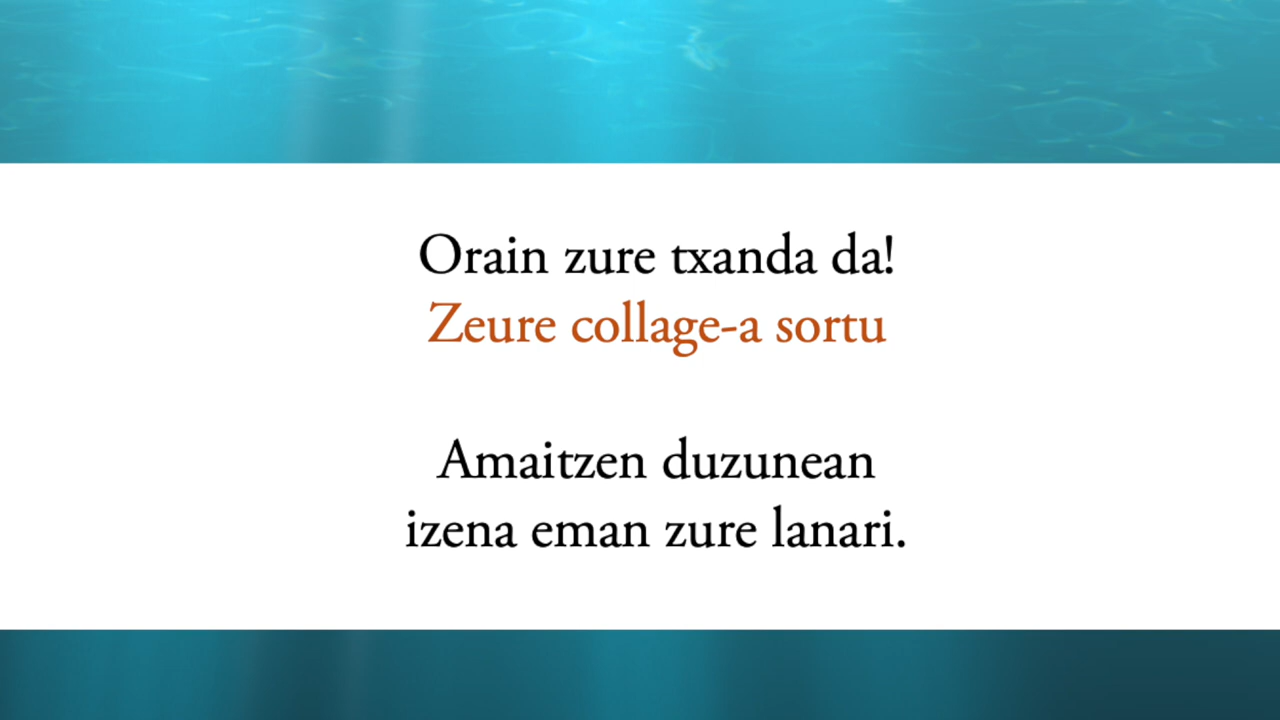 Orain zure txanda da!
Zeure collage-a sortu
Amaitzen duzunean
izena eman zure lanari.